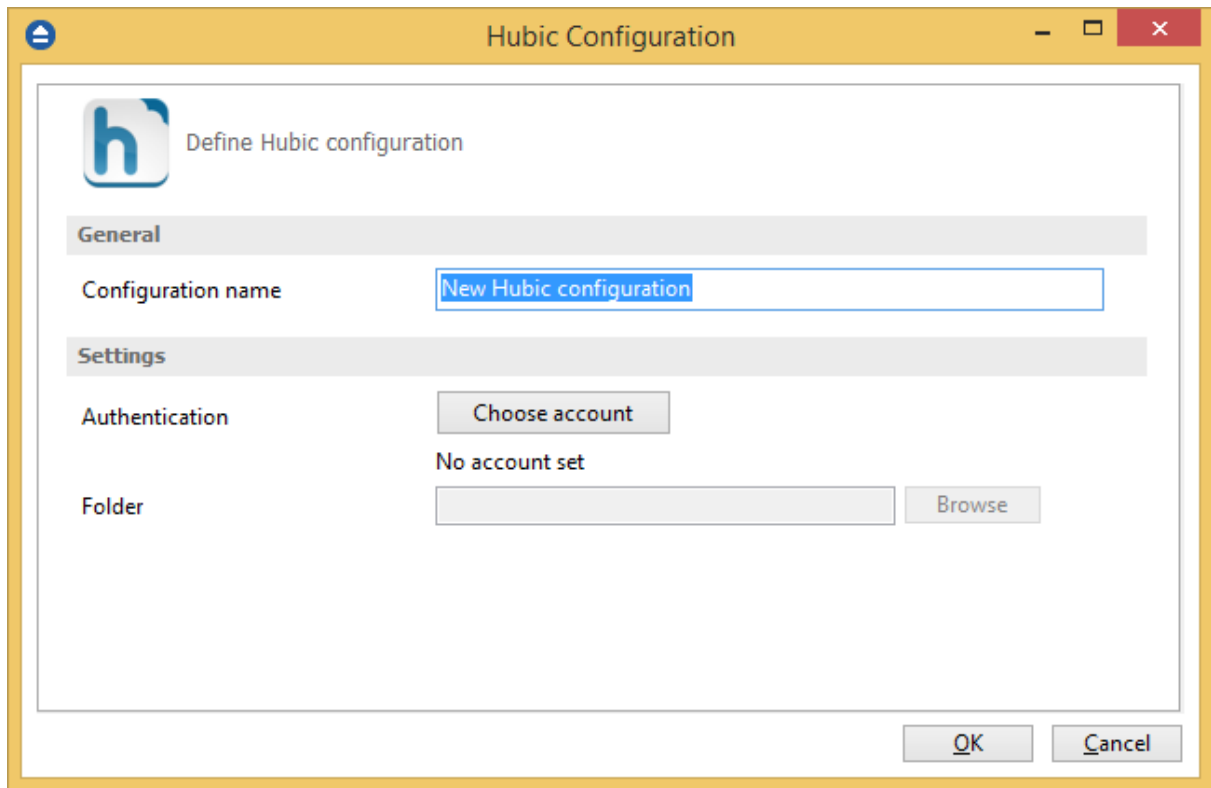 Hubic Configuration
h
Define Hubic configuration
General
Configuration name
New Hubic configuration
Settings
Authentication
Choose account
No account set
Folder
Browse
OK
Cancel